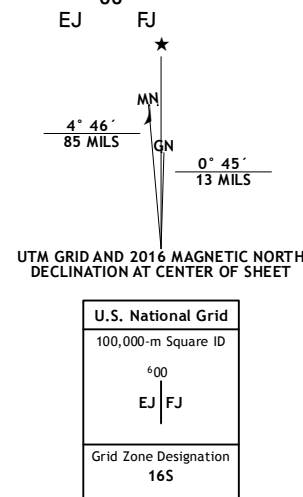 EJ FJ
★
MN
4° 46´
85 MILS
GN
0° 45´
13 MILS
UTM GRID AND 2016 MAGNETIC NORTH
DECLINATION AT CENTER OF SHEET
U.S. National Grid
100,000-m Square ID
⁶00
EJ FJ
Grid Zone Designation
16S